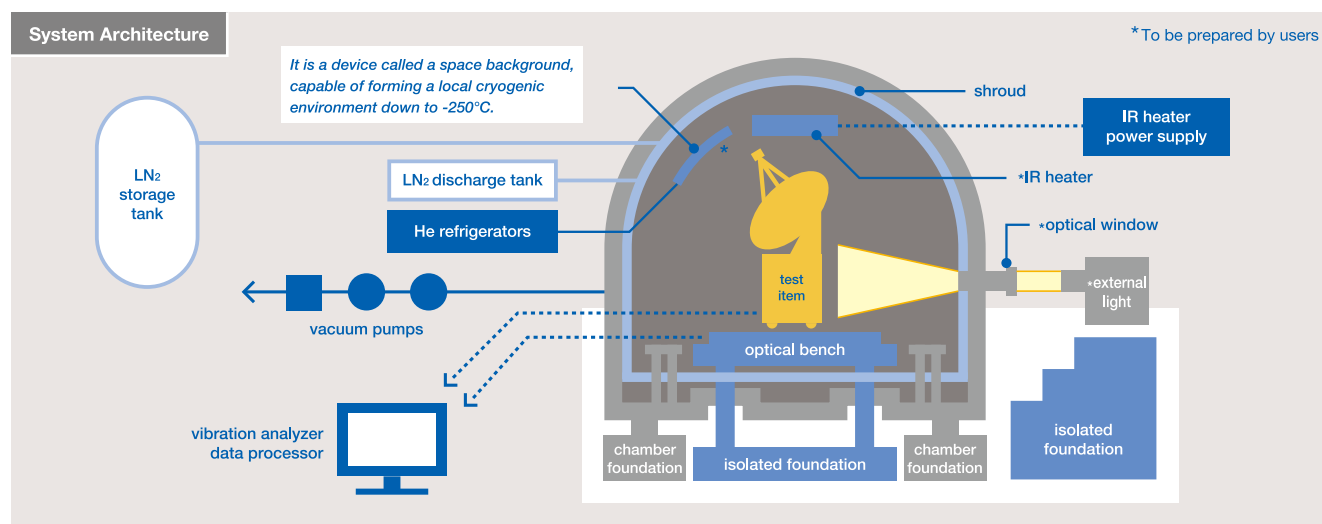 System Architecture
*To be prepared by users
It is a device called a space background,
capable of forming a local cryogenic
environment down to -250°C.
shroud
IR heater
power supply
LN₂
storage
tank
LN₂ discharge tank
*
*IR heater
He refrigerators
*optical window
test
item
*external
light
vacuum pumps
optical bench
vibration analyzer
data processor
chamber
foundation
isolated foundation
chamber
foundation
isolated
foundation